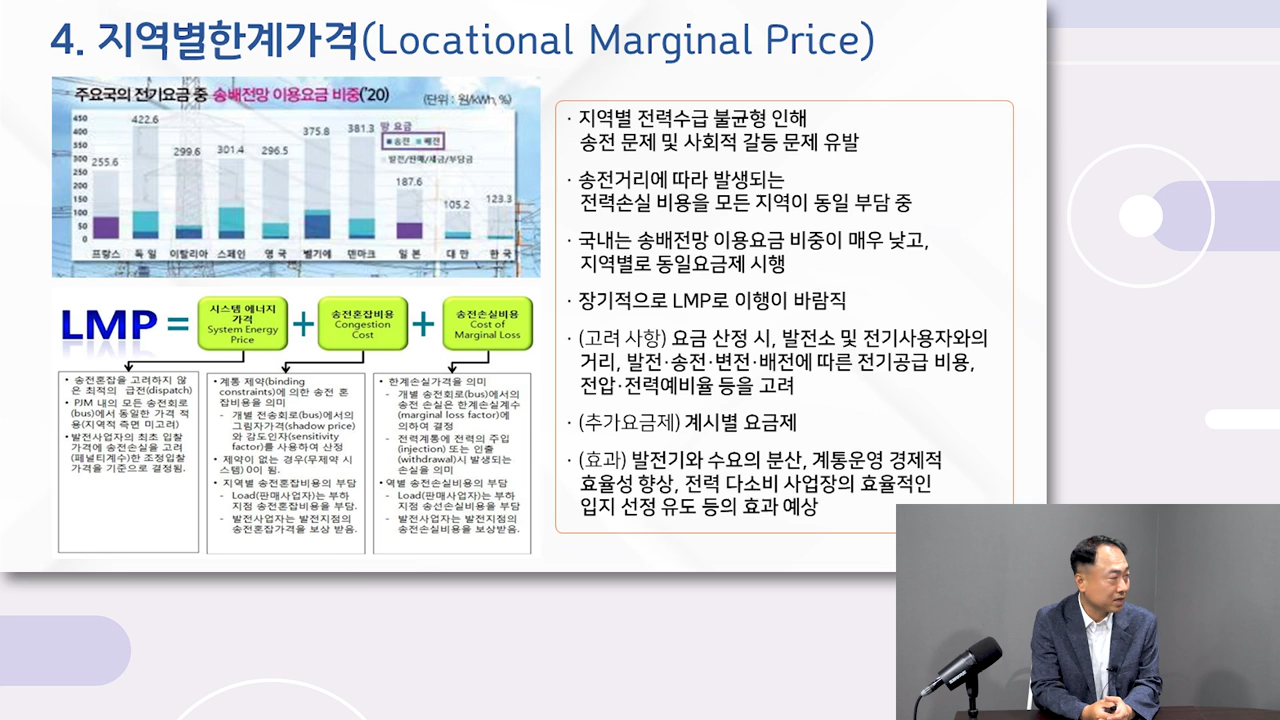 4. 지역별한계가격(Locational Marginal Price)
주요국의 전기요금 중 송배전망 이용요금 비중('20)
(단위 : 원/kWh, %)
450
400
350
300
250
200
150
100
50
0
255.6
422.6
299.6
301.4
296.5
375.8
381.3
187.6
105.2
123.3
망 요금
■송전 ■배전
발전/판매/세금/부담금
프랑스 독 일 이탈리아 스페인 영 국 벨기에 덴마크 일 본 대 만 한 국
LMP =
시스템 에너지
가격
System Energy
Price
+
송전혼잡비용
Congestion
Cost
+
송전손실비용
Cost of
Marginal Loss
• 송전혼잡을 고려하지 않
은 최적의 급전(dispatch)
• PJM 내의 모든 송전회로
(bus)에서 동일한 가격 적
용(지역적 측면 미고려)
• 발전사업자의 최초 입찰
가격에 송전손실을 고려
(페널티계수)한 조정입찰
가격을 기준으로 결정됨.
• 계통 제약(binding
constraints)에 의한 송전 혼
잡비용을 의미
- 개별 전송회로(bus)에서의
그림자가격(shadow price)
와 감도인자(sensitivity
factor)를 사용하여 산정
• 제약이 없는 경우(무제약 시
스템) 0이 됨.
• 지역별 송전혼잡비용의 부담
- Load(판매사업자)는 부하
지점 송전혼잡비용을 부담.
- 발전사업자는 발전지점의
송전혼잡가격을 보상 받음.
• 한계손실가격을 의미
- 개별 송전회로(bus)에서의
송전 손실은 한계손실계수
(marginal loss factor)에
의하여 결정
- 전력계통에 전력의 주입
(injection) 또는 인출
(withdrawal)시 발생되는
손실을 의미
• 역별 송전손실비용의 부담
- Load(판매사업자)는 부하
지점 송선손실비용을 부담
- 발전사업자는 발전지점의
송전손실비용을 보상받음.
· 지역별 전력수급 불균형 인해
송전 문제 및 사회적 갈등 문제 유발
· 송전거리에 따라 발생되는
전력손실 비용을 모든 지역이 동일 부담 중
· 국내는 송배전망 이용요금 비중이 매우 낮고,
지역별로 동일요금제 시행
· 장기적으로 LMP로 이행이 바람직
· (고려 사항) 요금 산정 시, 발전소 및 전기사용자와의
거리, 발전·송전·변전·배전에 따른 전기공급 비용,
전압·전력예비율 등을 고려
· (추가요금제) 계시별 요금제
· (효과) 발전기와 수요의 분산, 계통운영 경제적
효율성 향상, 전력 다소비 사업장의 효율적인
입지 선정 유도 등의 효과 예상